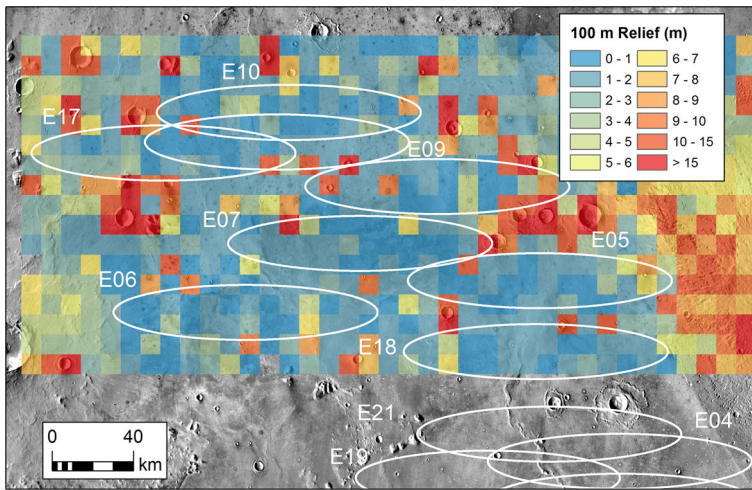 100 m Relief (m)
0 - 1
6 - 7
1 - 2
7 - 8
2 - 3
8 - 9
3 - 4
9 - 10
4 - 5
10 - 15
5 - 6
> 15
E10
E17
E09
E07
E05
E06
E18
E21
E04
E19
0
40
km